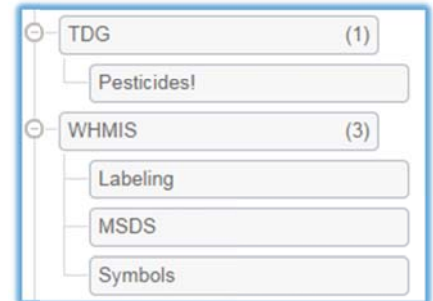 TDG (1)
Pesticides!
WHMIS (3)
Labeling
MSDS
Symbols